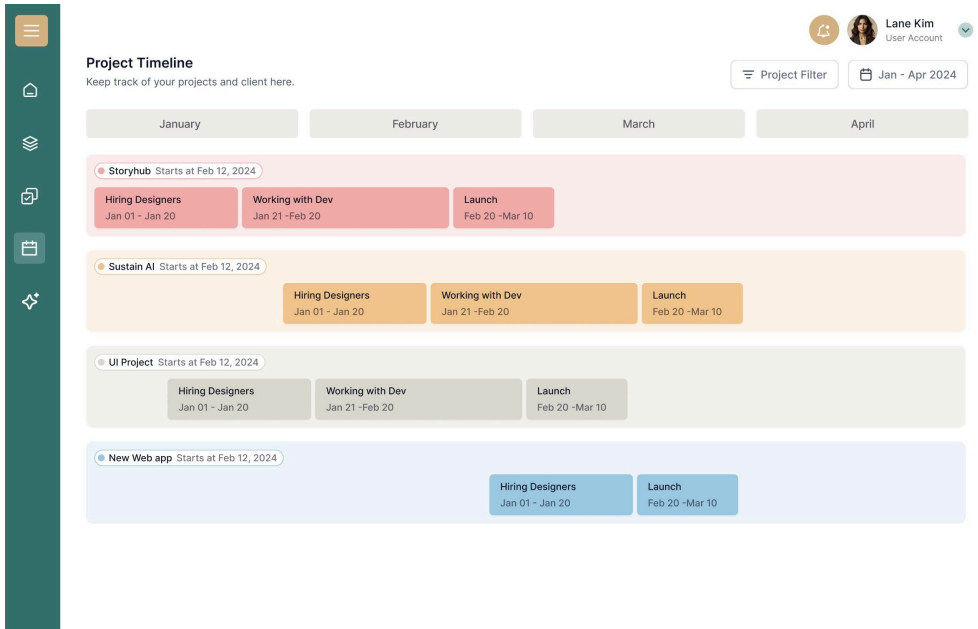 Lane Kim
User Account
Project Timeline
Keep track of your projects and client here.
Project Filter
Jan - Apr 2024
January
February
March
April
Storyhub Starts at Feb 12, 2024
Hiring Designers
Jan 01 - Jan 20
Working with Dev
Jan 21 -Feb 20
Launch
Feb 20 -Mar 10
Sustain AI Starts at Feb 12, 2024
Hiring Designers
Jan 01 - Jan 20
Working with Dev
Jan 21 -Feb 20
Launch
Feb 20 -Mar 10
UI Project Starts at Feb 12, 2024
Hiring Designers
Jan 01 - Jan 20
Working with Dev
Jan 21 -Feb 20
Launch
Feb 20 -Mar 10
New Web app Starts at Feb 12, 2024
Hiring Designers
Jan 01 - Jan 20
Launch
Feb 20 -Mar 10